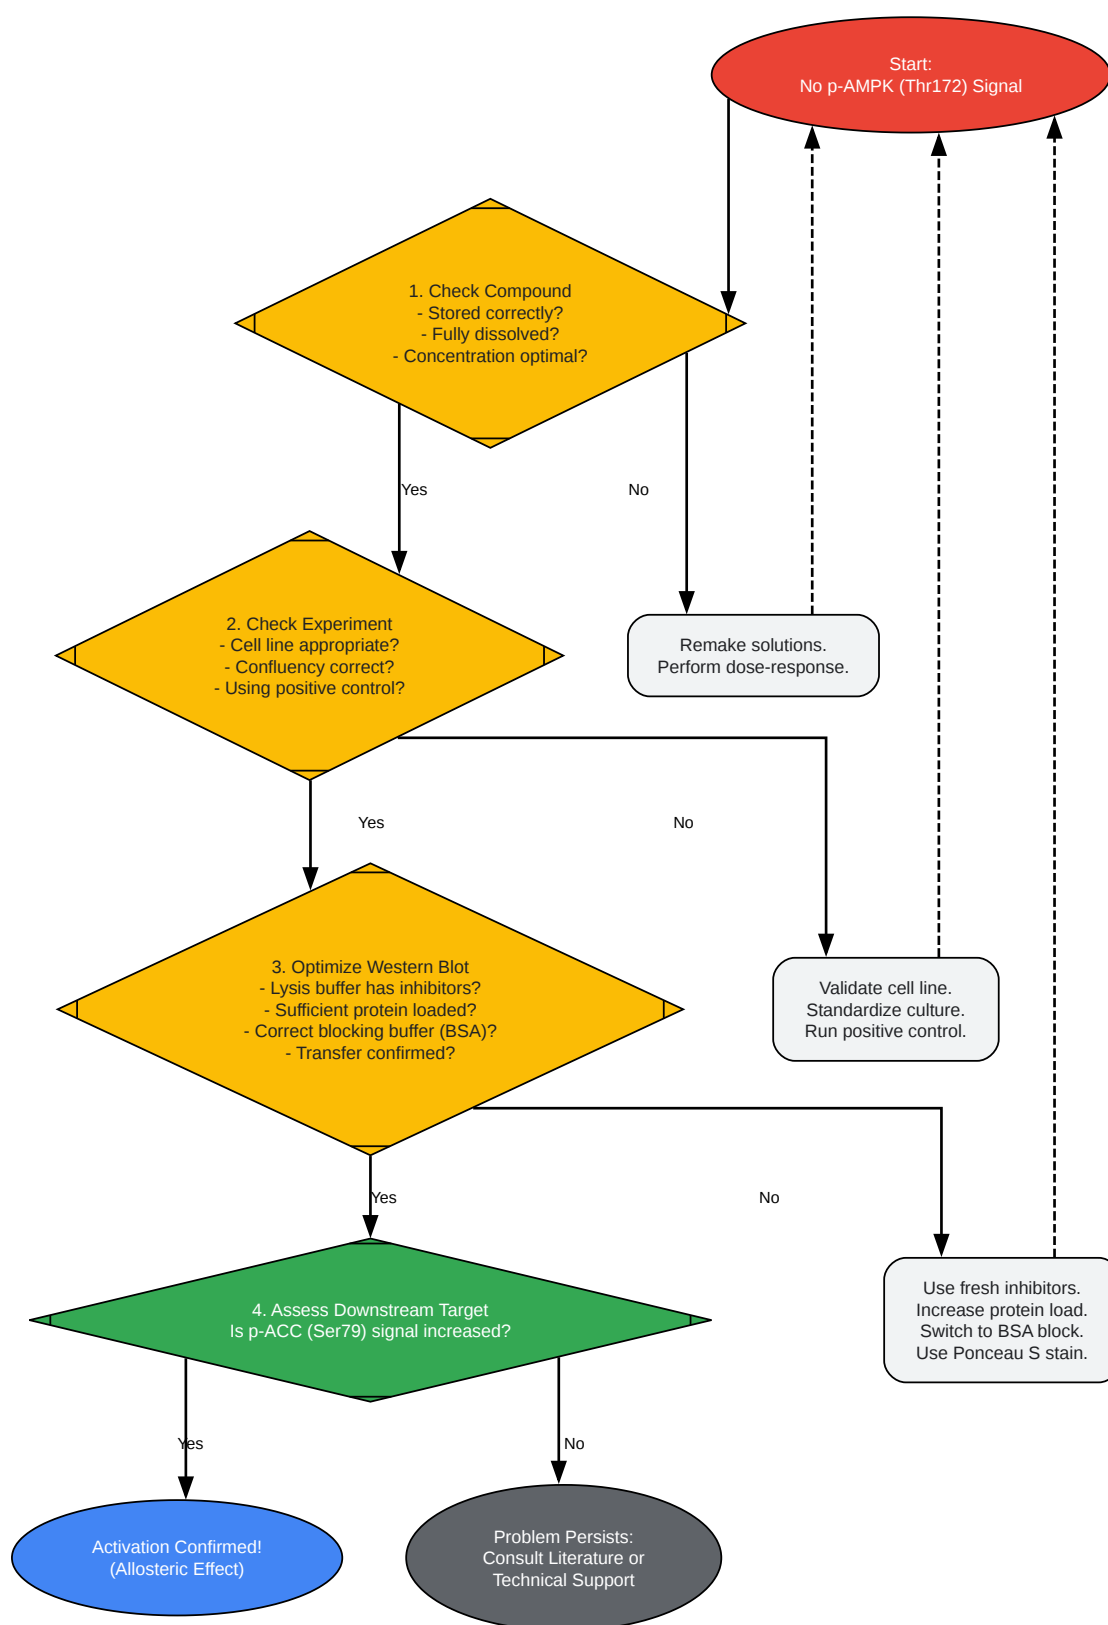 Start:
No p-AMPK (Thr172) Signal
1. Check Compound
- Stored correctly?
- Fully dissolved?
- Concentration optimal?
Yes
No
2. Check Experiment
- Cell line appropriate?
- Confluency correct?
- Using positive control?
Remake solutions.
Perform dose-response.
Yes
No
3. Optimize Western Blot
- Lysis buffer has inhibitors?
- Sufficient protein loaded?
- Correct blocking buffer (BSA)?
- Transfer confirmed?
Validate cell line.
Standardize culture.
Run positive control.
Yes
No
4. Assess Downstream Target
Is p-ACC (Ser79) signal increased?
Use fresh inhibitors.
Increase protein load.
Switch to BSA block.
Use Ponceau S stain.
Yes
No
Activation Confirmed!
(Allosteric Effect)
Problem Persists:
Consult Literature or
Technical Support